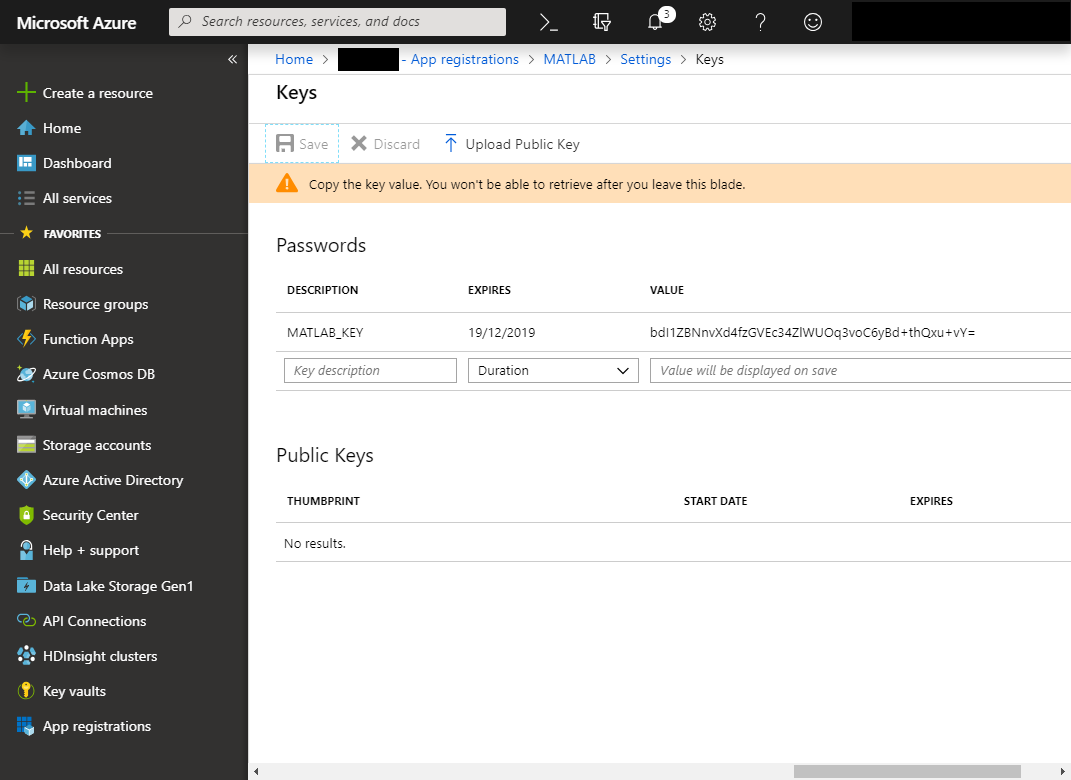 Microsoft Azure
Search resources, services, and docs
3
Home > - App registrations > MATLAB > Settings > Keys
Keys
Save Discard Upload Public Key
Copy the key value. You won't be able to retrieve after you leave this blade.
Create a resource
Home
Dashboard
All services
FAVORITES
All resources
Resource groups
Function Apps
Azure Cosmos DB
Virtual machines
Storage accounts
Azure Active Directory
Security Center
Help + support
Data Lake Storage Gen1
API Connections
HDInsight clusters
Key vaults
App registrations
Passwords
DESCRIPTION EXPIRES VALUE
MATLAB_KEY 19/12/2019 bdI1ZBNnvXd4fzGVEc34ZlWUOq3voC6yBd+thQxu+vY=
Key description Duration Value will be displayed on save
Public Keys
THUMBPRINT START DATE EXPIRES
No results.